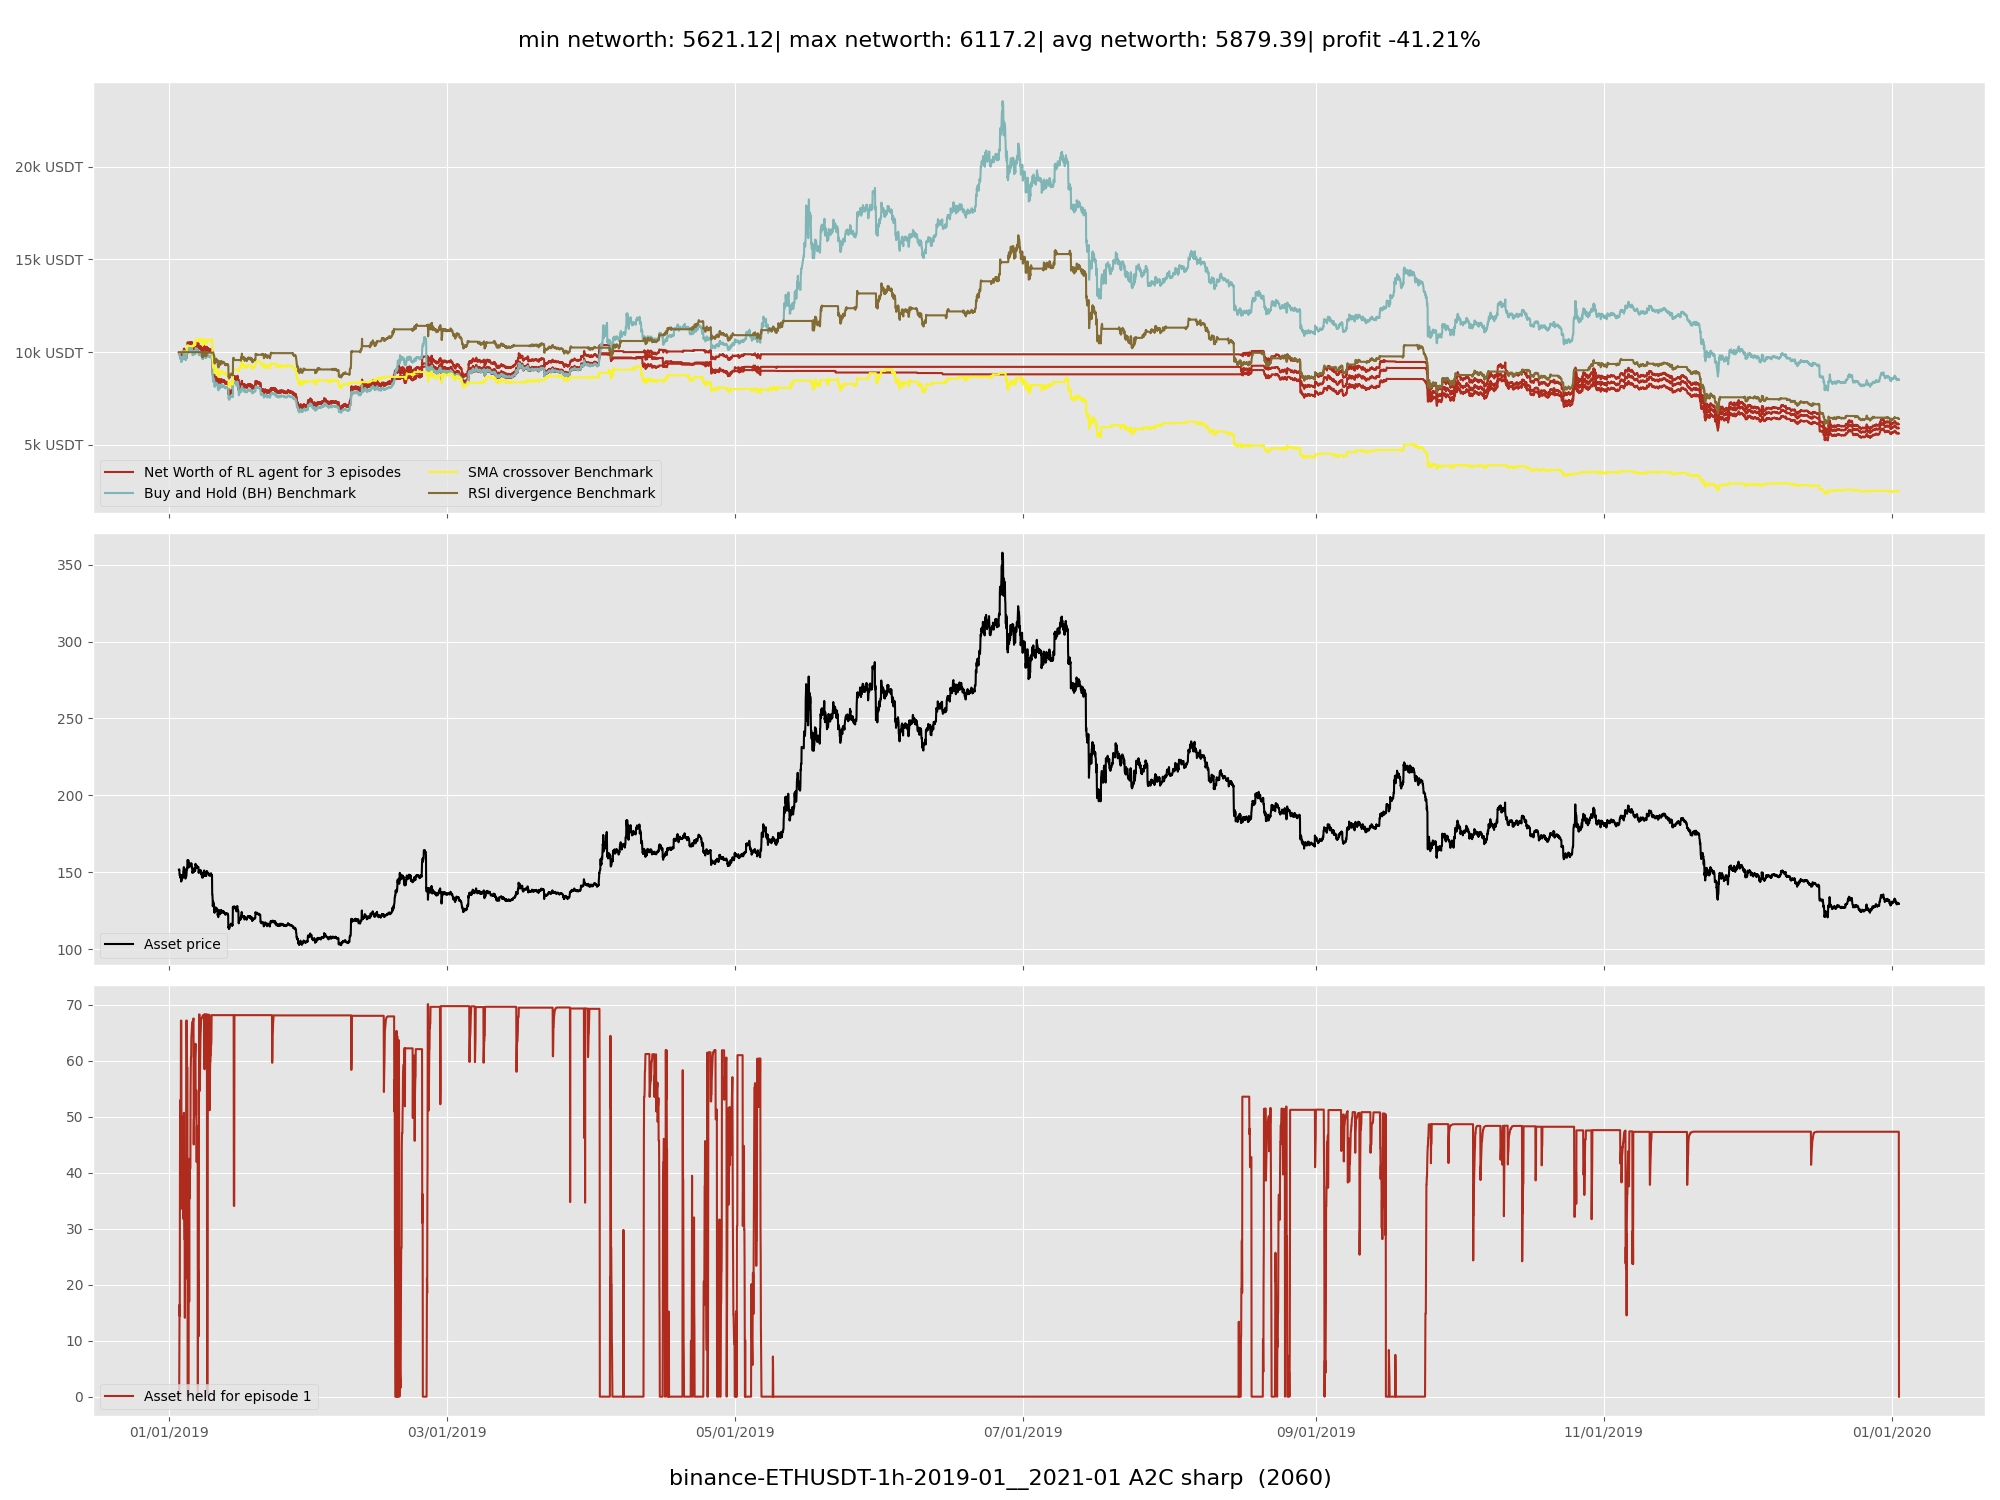 min networth: 5621.12| max networth: 6117.2| avg networth: 5879.39| profit -41.21%
20k USDT
15k USDT
10k USDT
5k USDT
Net Worth of RL agent for 3 episodes
Buy and Hold (BH) Benchmark
SMA crossover Benchmark
RSI divergence Benchmark
350
300
250
200
150
100
Asset price
70
60
50
40
30
20
10
0
Asset held for episode 1
01/01/2019 03/01/2019 05/01/2019 07/01/2019 09/01/2019 11/01/2019 01/01/2020
binance-ETHUSDT-1h-2019-01__2021-01 A2C sharp  (2060)